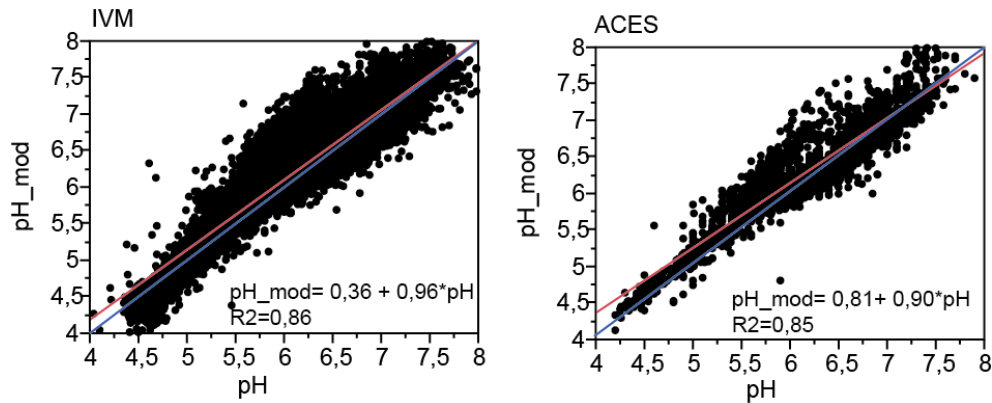 IVM
8
7,5
7
6,5
6
5,5
5
4,5
4
pH_mod
pH_mod= 0,36 + 0,96*pH
R2=0,86
4 4,5 5 5,5 6 6,5 7 7,5 8
pH
ACES
8
7,5
7
6,5
6
5,5
5
4,5
4
pH_mod
pH_mod= 0,81+ 0,90*pH
R2=0,85
4 4,5 5 5,5 6 6,5 7 7,5 8
pH